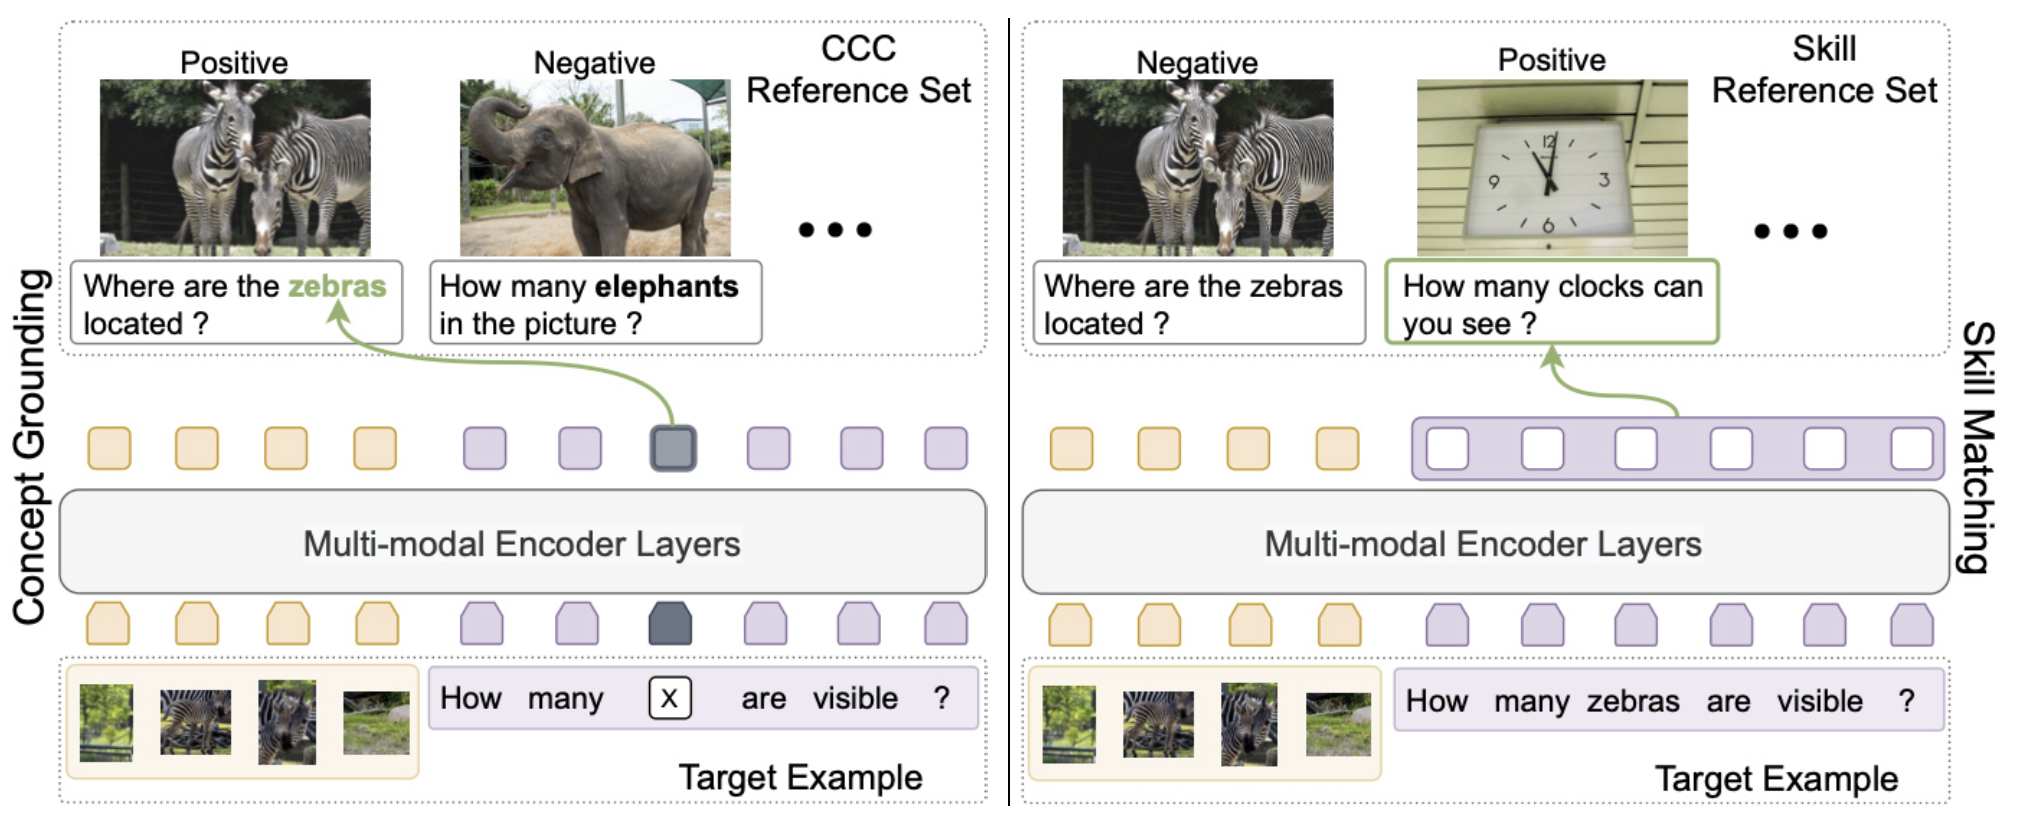 Concept Grounding
Positive
Negative
CCC
Reference Set
Where are the zebras
located ?
How many elephants
in the picture ?
Multi-modal Encoder Layers
How many X are visible ?
Target Example
Negative
Positive
Skill
Reference Set
12
9
3
6
Where are the zebras
located ?
How many clocks can
you see ?
Multi-modal Encoder Layers
How many zebras are visible ?
Target Example
Skill Matching